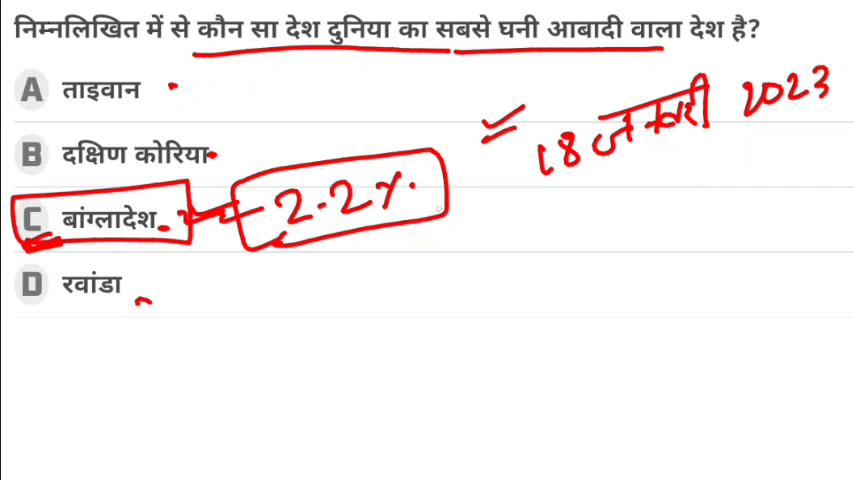 निम्नलिखित में से कौन सा देश दुनिया का सबसे घनी आबादी वाला देश है?
A ताइवान
18 जनवरी 2023
B दक्षिण कोरिया
C बांग्लादेश 2.2%
D रवांडा